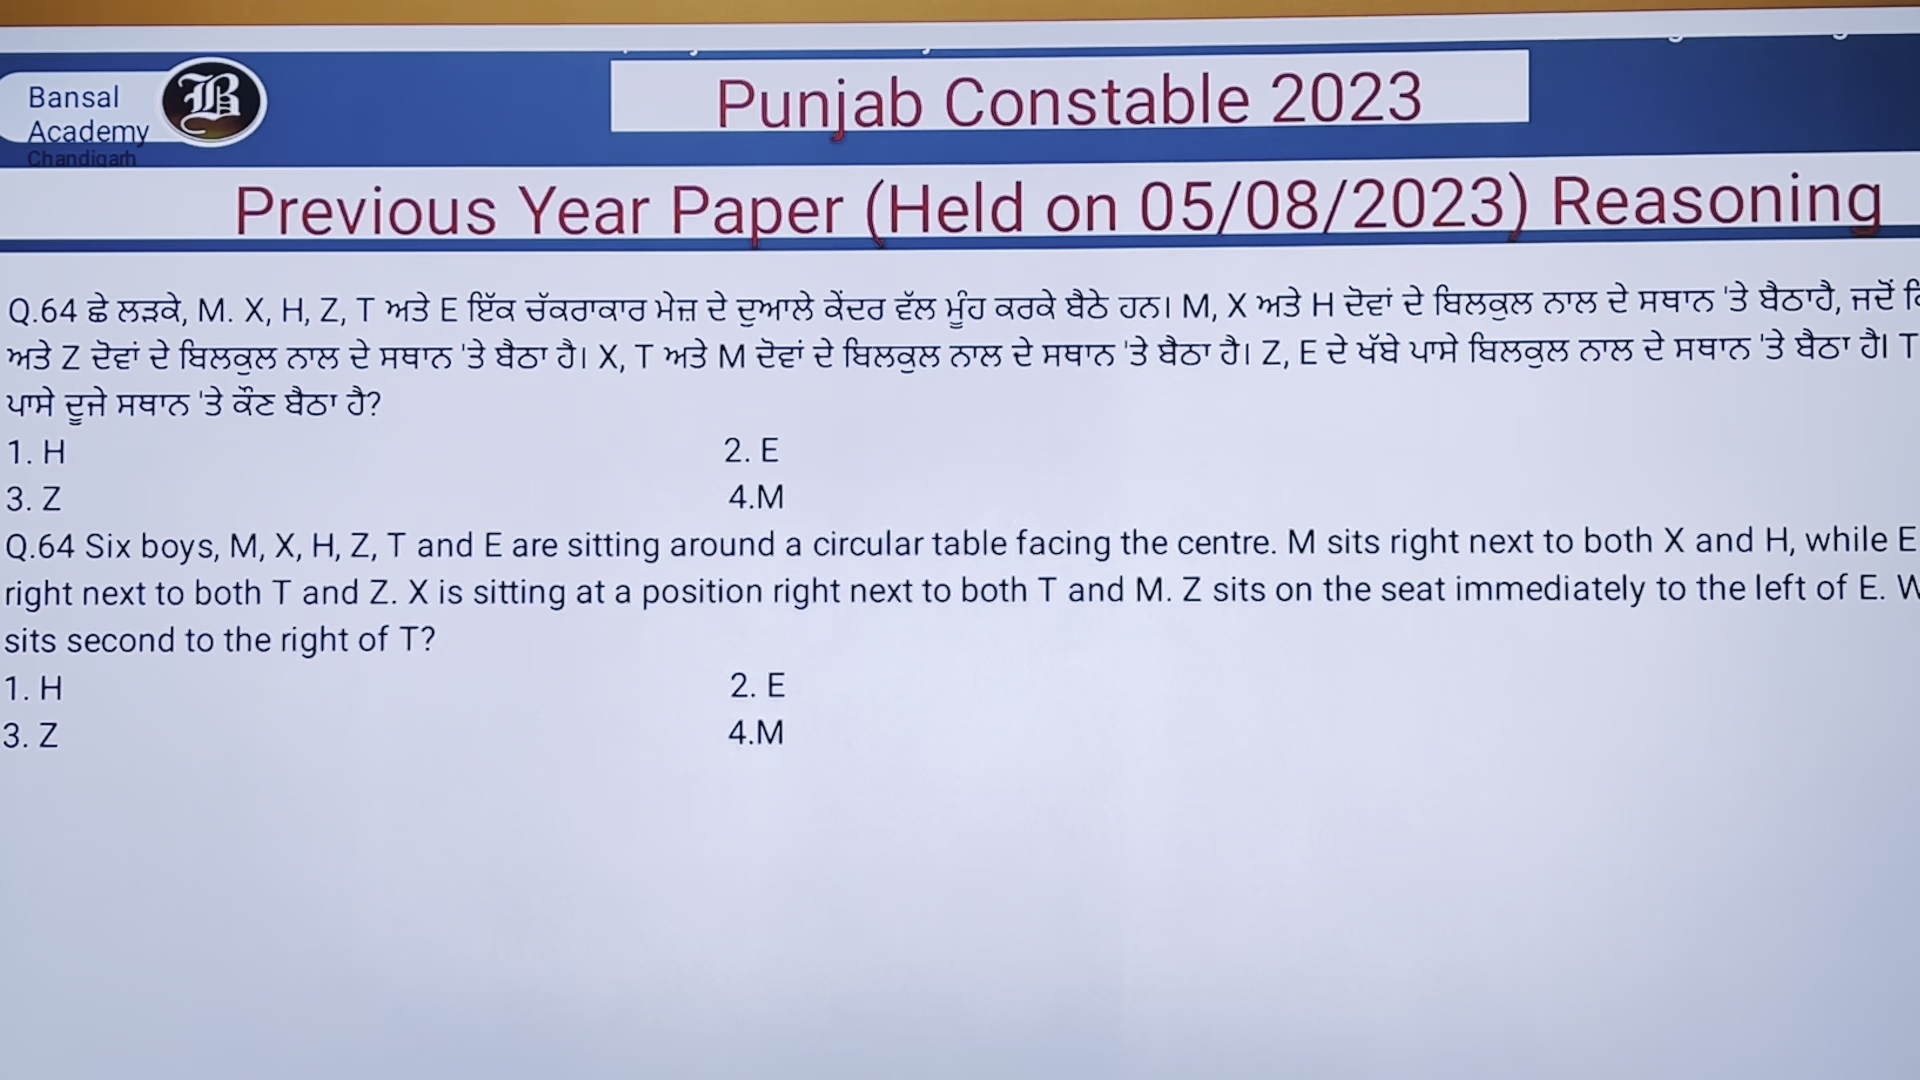 Bansal
Academy
Chandigarh
Punjab Constable 2023
Previous Year Paper (Held on 05/08/2023) Reasoning
Q.64 ਛੇ ਲੜਕੇ, M. X, H, Z, T ਅਤੇ E ਇੱਕ ਚੱਕਰਾਕਾਰ ਮੇਜ਼ ਦੇ ਦੁਆਲੇ ਕੇਂਦਰ ਵੱਲ ਮੂੰਹ ਕਰਕੇ ਬੈਠੇ ਹਨ। M, X ਅਤੇ H ਦੋਵਾਂ ਦੇ ਬਿਲਕੁਲ ਨਾਲ ਦੇ ਸਥਾਨ 'ਤੇ ਬੈਠਾਹੈ, ਜਦੋਂ
ਅਤੇ Z ਦੋਵਾਂ ਦੇ ਬਿਲਕੁਲ ਨਾਲ ਦੇ ਸਥਾਨ 'ਤੇ ਬੈਠਾ ਹੈ। X, T ਅਤੇ M ਦੋਵਾਂ ਦੇ ਬਿਲਕੁਲ ਨਾਲ ਦੇ ਸਥਾਨ 'ਤੇ ਬੈਠਾ ਹੈ। Z, E ਦੇ ਖੱਬੇ ਪਾਸੇ ਬਿਲਕੁਲ ਨਾਲ ਦੇ ਸਥਾਨ 'ਤੇ ਬੈਠਾ ਹੈ। T
ਪਾਸੇ ਦੂਜੇ ਸਥਾਨ 'ਤੇ ਕੌਣ ਬੈਠਾ ਹੈ?
1. H 2. E
3. Z 4.M
Q.64 Six boys, M, X, H, Z, T and E are sitting around a circular table facing the centre. M sits right next to both X and H, while E
right next to both T and Z. X is sitting at a position right next to both T and M. Z sits on the seat immediately to the left of E.
sits second to the right of T?
1. H 2. E
3. Z 4.M